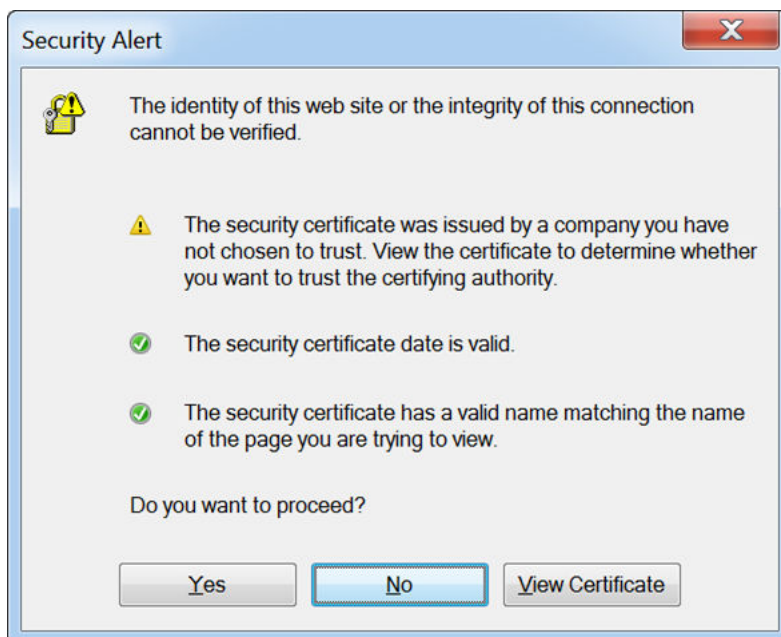 Security Alert
The identity of this web site or the integrity of this connection
cannot be verified.
The security certificate was issued by a company you have
not chosen to trust. View the certificate to determine whether
you want to trust the certifying authority.
The security certificate date is valid.
The security certificate has a valid name matching the name
of the page you are trying to view.
Do you want to proceed?
Yes No View Certificate